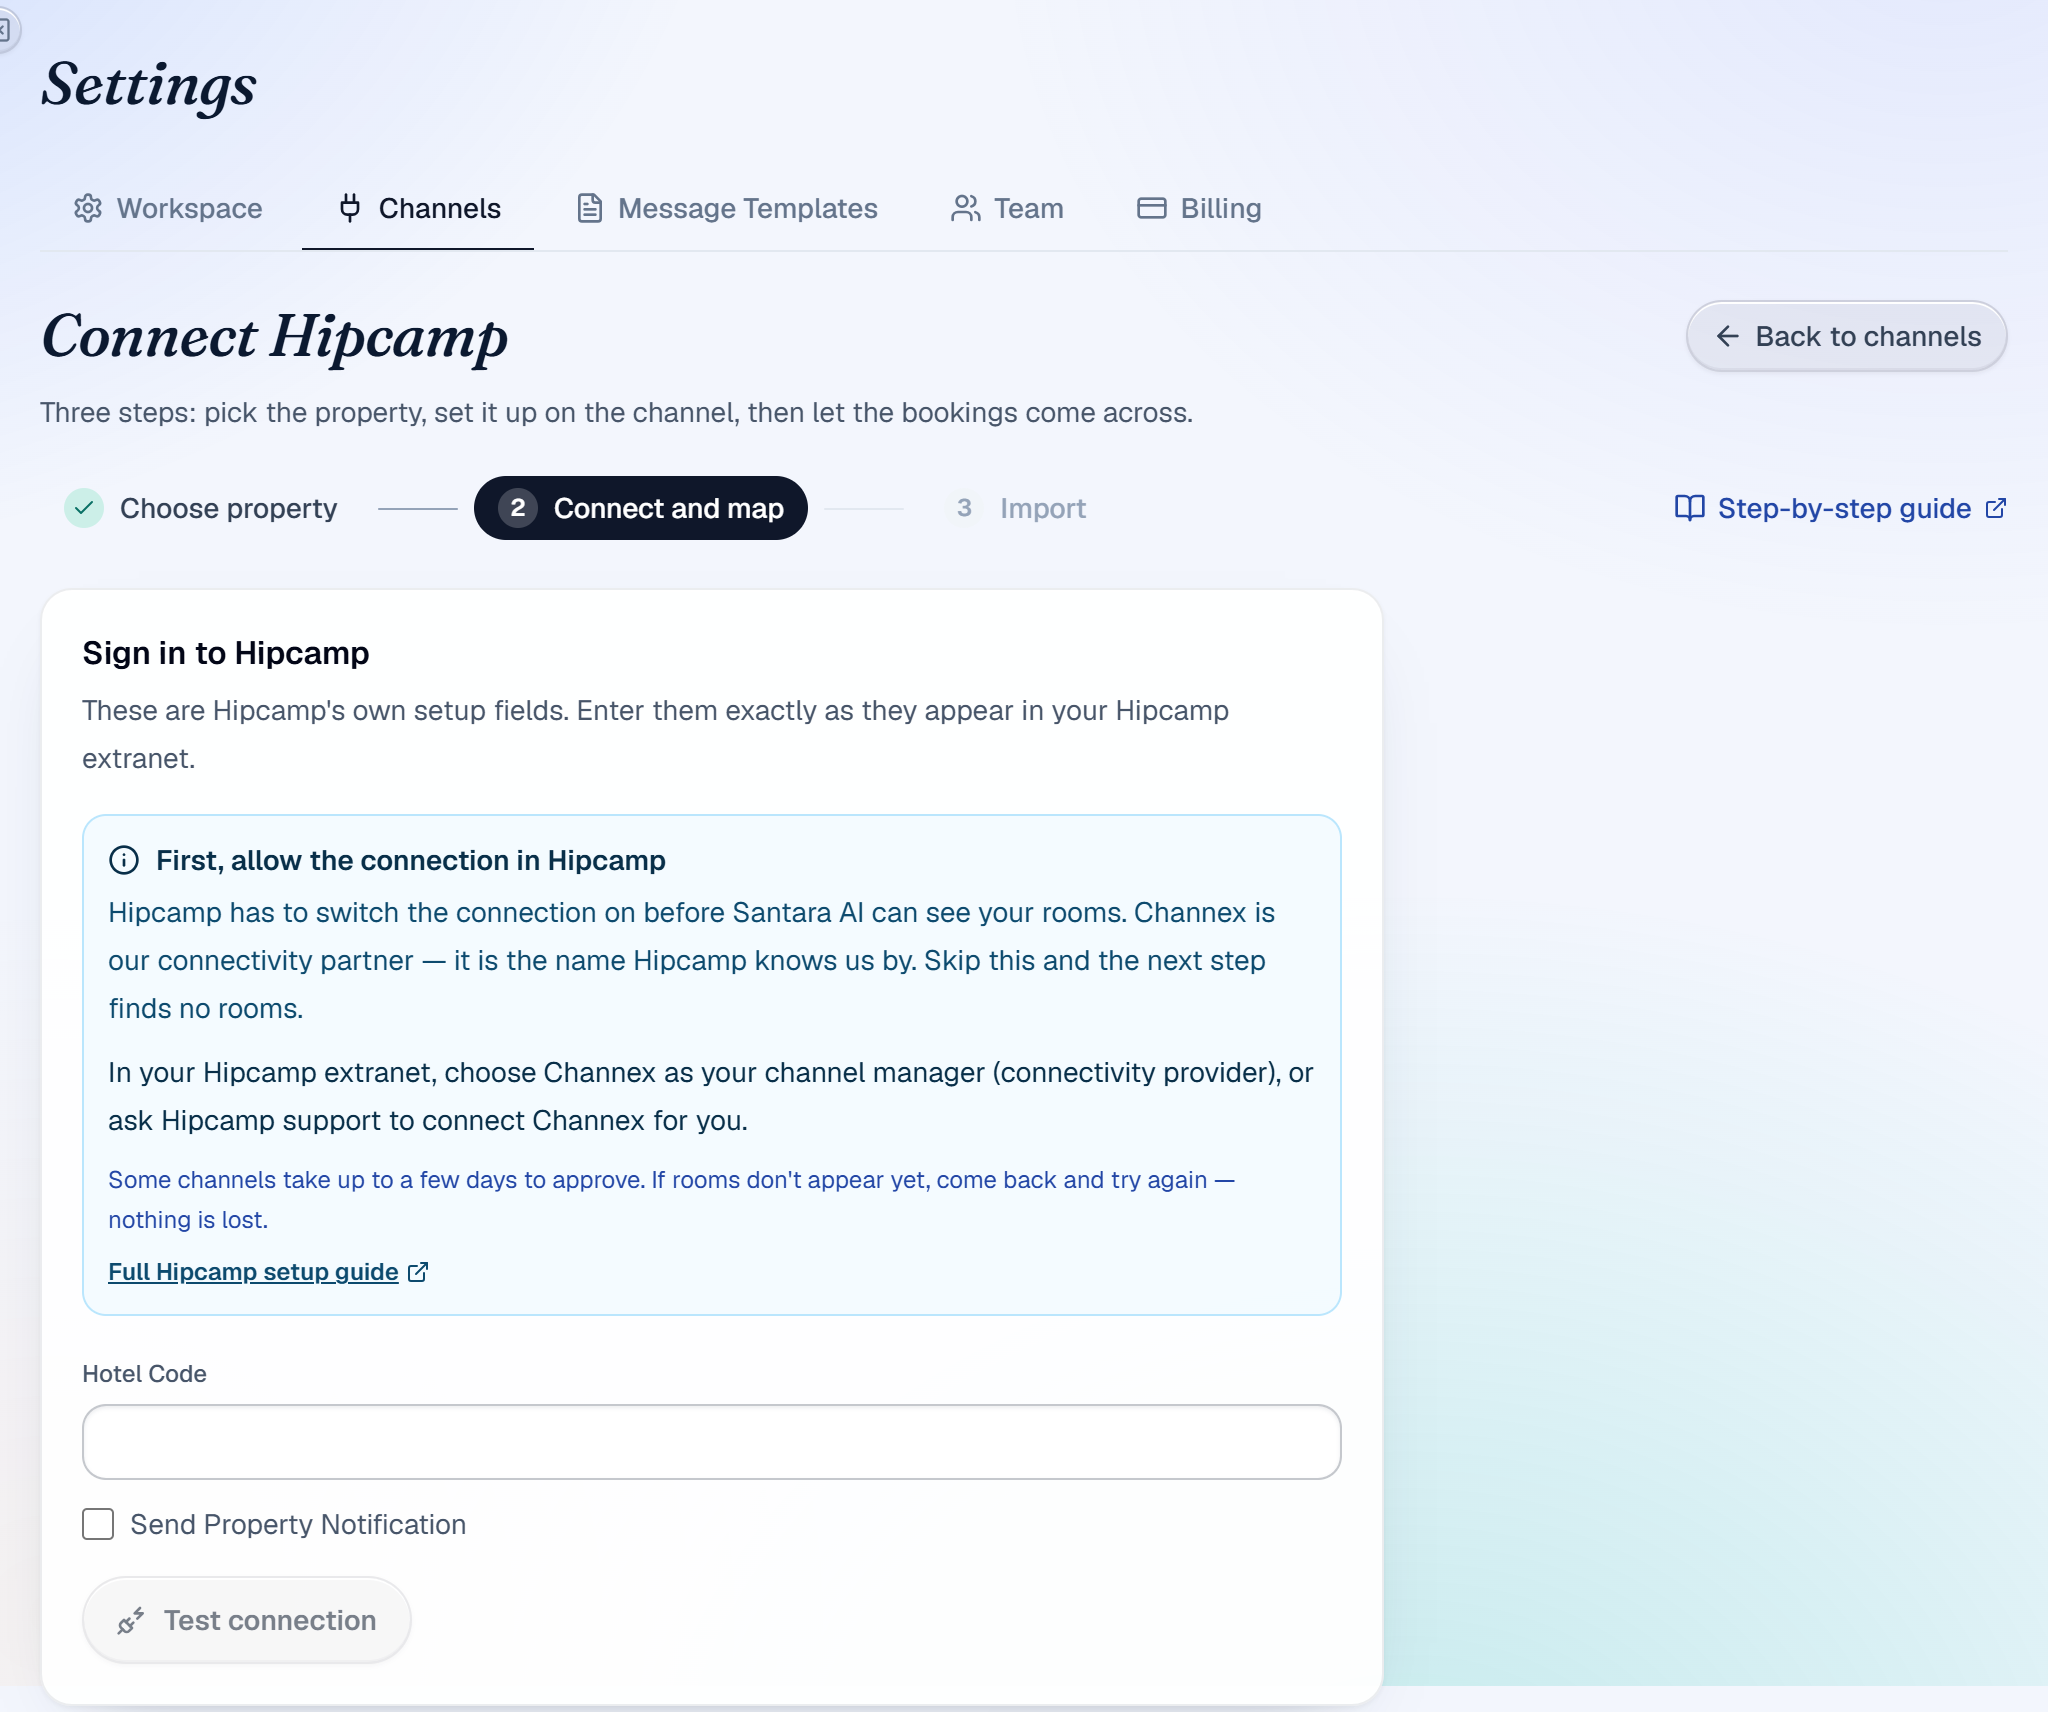 Settings
Workspace
Channels
Message Templates
Team
Billing
Connect Hipcamp
Back to channels
Three steps: pick the property, set it up on the channel, then let the bookings come across.
Choose property
2 Connect and map
3 Import
Step-by-step guide
Sign in to Hipcamp
These are Hipcamp's own setup fields. Enter them exactly as they appear in your Hipcamp
extranet.
First, allow the connection in Hipcamp
Hipcamp has to switch the connection on before Santara AI can see your rooms. Channex is
our connectivity partner — it is the name Hipcamp knows us by. Skip this and the next step
finds no rooms.
In your Hipcamp extranet, choose Channex as your channel manager (connectivity provider), or
ask Hipcamp support to connect Channex for you.
Some channels take up to a few days to approve. If rooms don't appear yet, come back and try again —
nothing is lost.
Full Hipcamp setup guide
Hotel Code
Send Property Notification
Test connection